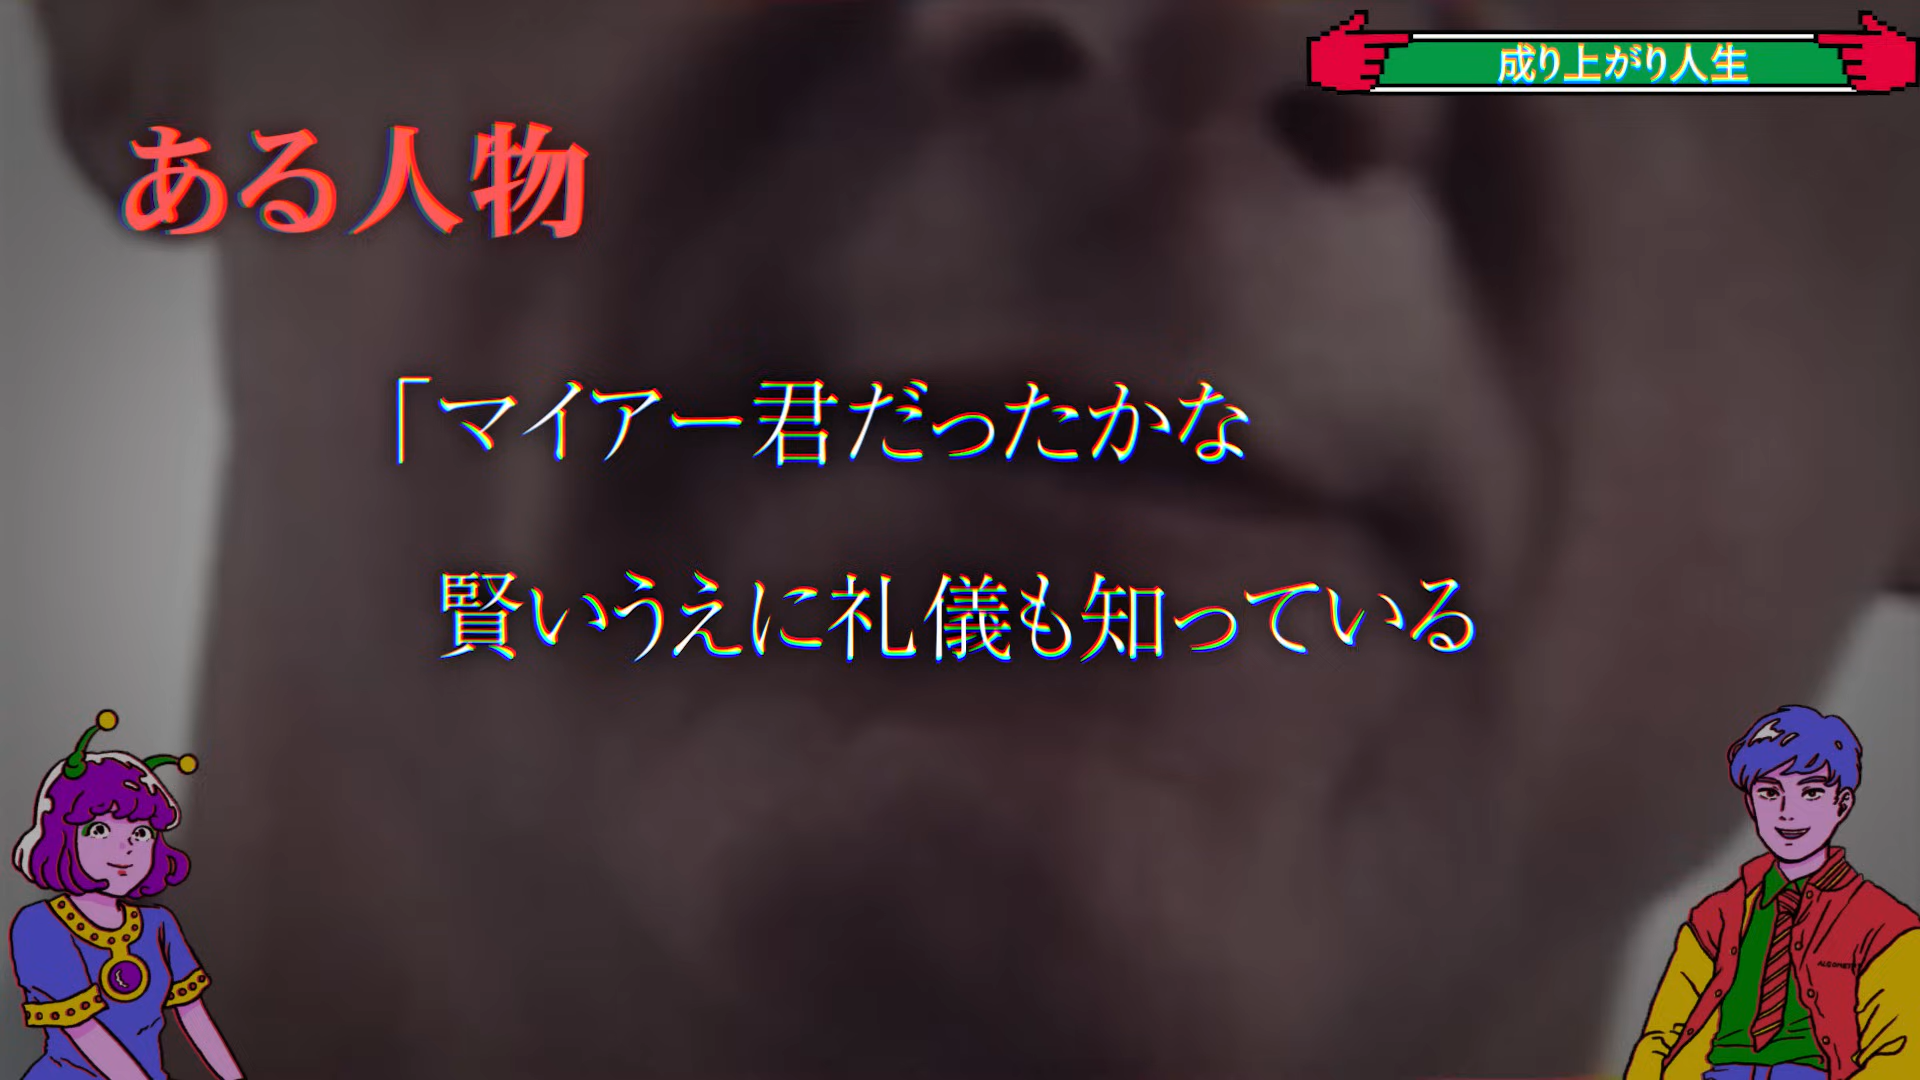 成り上がり人生
ある人物
「マイアー君だったかな
賢いうえに礼儀も知っている